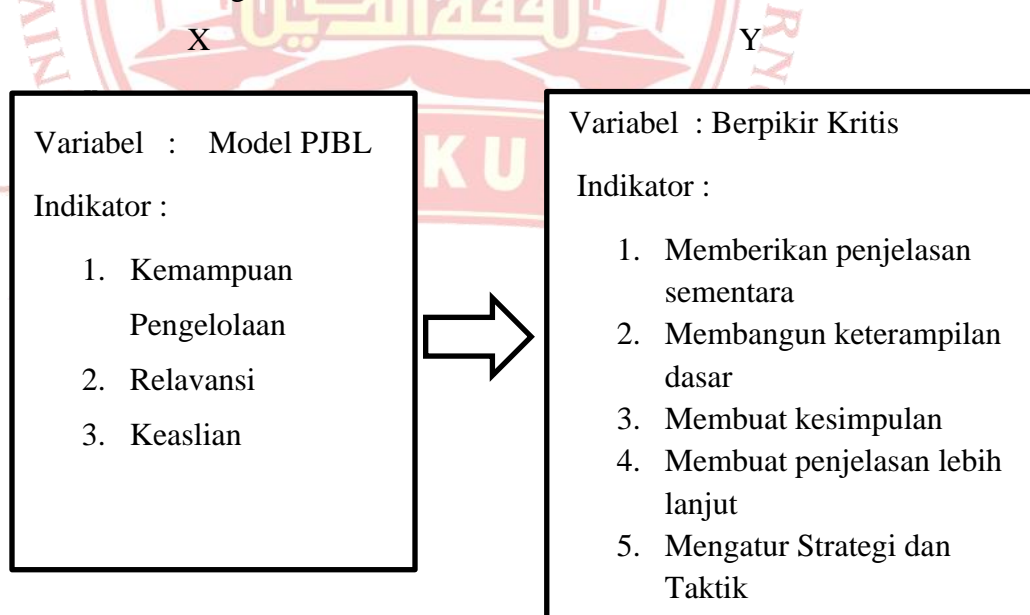 X
Y
Variabel : Model PJBL
Indikator :
1. Kemampuan
Pengelolaan
2. Relavansi
3. Keaslian
Variabel : Berpikir Kritis
Indikator :
1. Memberikan penjelasan
sementara
2. Membangun keterampilan
dasar
3. Membuat kesimpulan
4. Membuat penjelasan lebih
lanjut
5. Mengatur Strategi dan
Taktik
KU